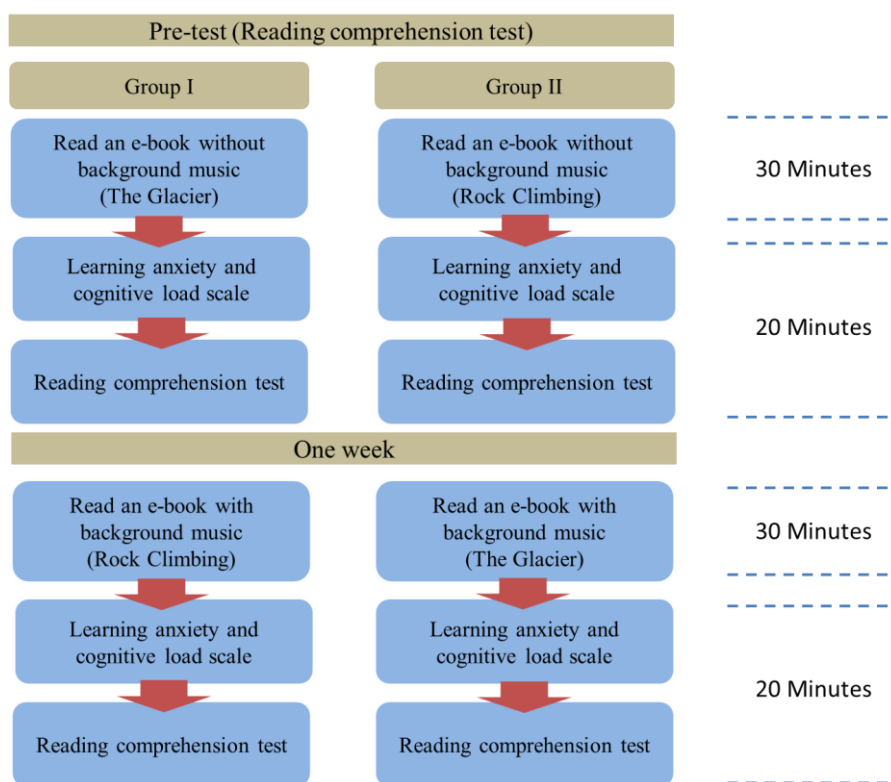 Pre-test (Reading comprehension test)
Group I
Group II
Read an e-book without
background music
(The Glacier)
Read an e-book without
background music
(Rock Climbing)
30 Minutes
Learning anxiety and
cognitive load scale
Learning anxiety and
cognitive load scale
20 Minutes
Reading comprehension test
Reading comprehension test
One week
Read an e-book with
background music
(Rock Climbing)
Read an e-book with
background music
(The Glacier)
30 Minutes
Learning anxiety and
cognitive load scale
Learning anxiety and
cognitive load scale
20 Minutes
Reading comprehension test
Reading comprehension test